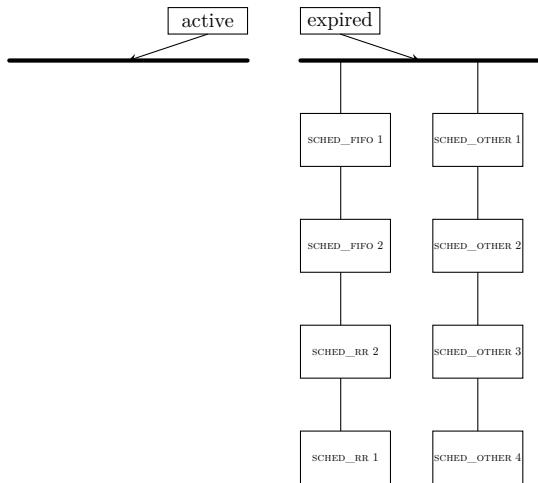 active
expired
SCHED_FIFO 1
SCHED_OTHER 1
SCHED_FIFO 2
SCHED_OTHER 2
SCHED_RR 2
SCHED_OTHER 3
SCHED_RR 1
SCHED_OTHER 4